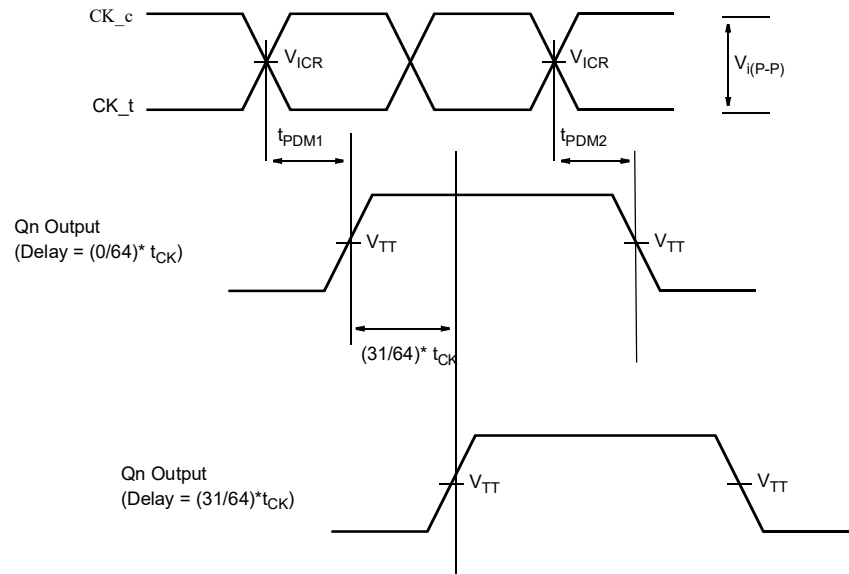 CK_c
V_ICR
V_ICR
V_i(P-P)
CK_t
t_PDM1
t_PDM2
Qn Output
(Delay = (0/64)* t_CK)
V_TT
V_TT
(31/64)* t_CK
Qn Output
(Delay = (31/64)*t_CK)
V_TT
V_TT